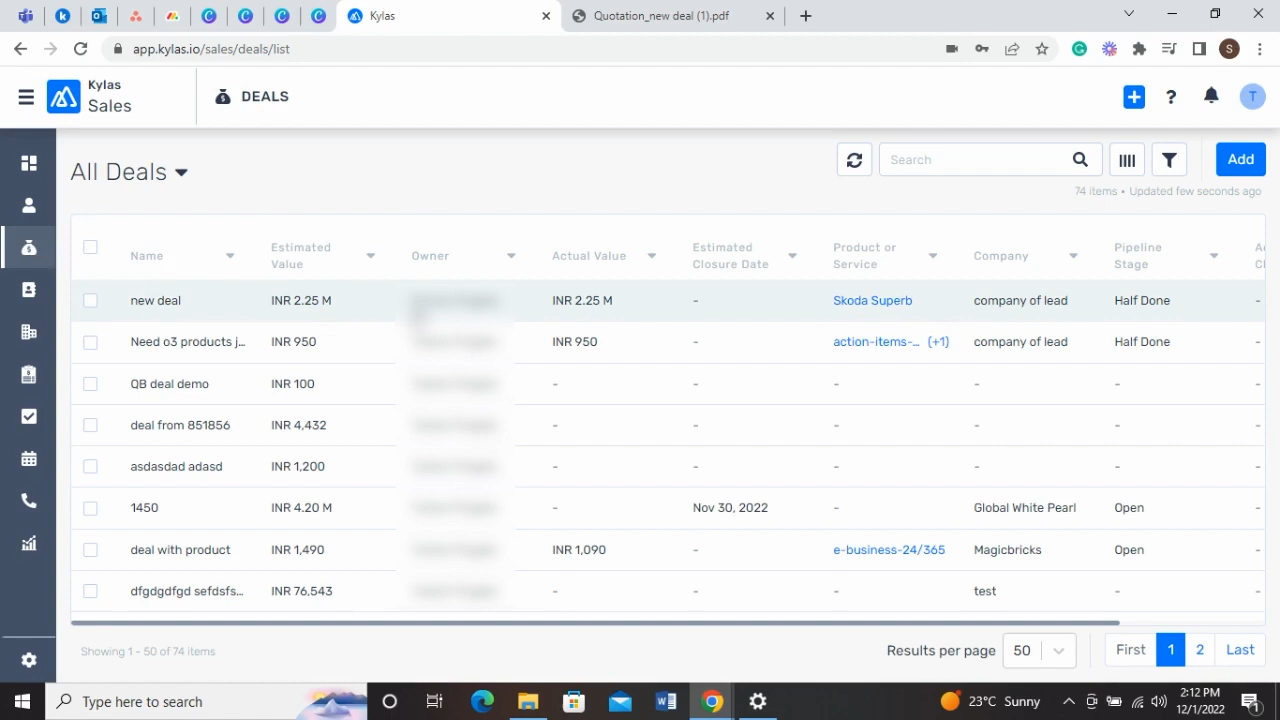 Kylas
Quotation_new deal (1).pdf
app.kylas.io/sales/deals/list
S
Kylas
Sales
DEALS
?
T
All Deals
Search
Add
74 items • Updated few seconds ago
Name
Estimated Value
Owner
Actual Value
Estimated Closure Date
Product or Service
Company
Pipeline Stage
new deal INR 2.25 M INR 2.25 M - Skoda Superb company of lead Half Done -
Need o3 products j... INR 950 INR 950 - action-items-... (+1) company of lead Half Done -
QB deal demo INR 100 - - - - - -
deal from 851856 INR 4,432 - - - - - -
asdasdad adasd INR 1,200 - - - - - -
1450 INR 4.20 M - Nov 30, 2022 - Global White Pearl Open -
deal with product INR 1,490 INR 1,090 - e-business-24/365 Magicbricks Open -
dfgdgdfgd sefdsfs... INR 76,543 - - - test - -
Showing 1 - 50 of 74 items
Results per page 50
First 1 2 Last
Type here to search
23°C Sunny
2:12 PM
12/1/2022
1